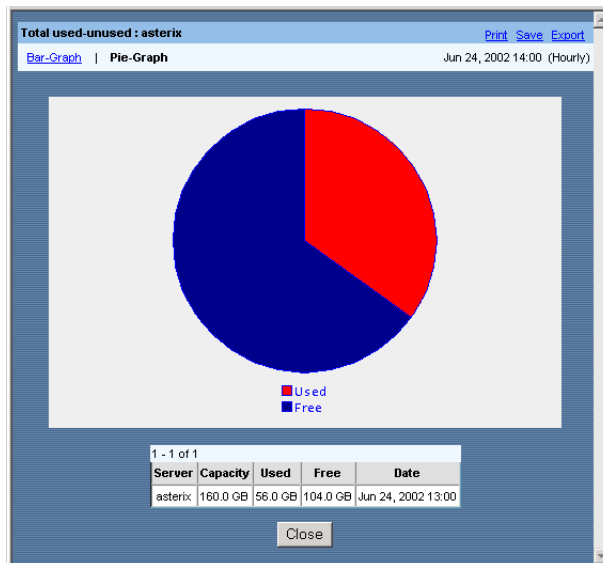 Total used-unused : asterix Print Save Export
Bar-Graph | Pie-Graph Jun 24, 2002 14:00 (Hourly)
Used
Free
1 - 1 of 1
Server Capacity Used Free Date
asterix 160.0 GB 56.0 GB 104.0 GB Jun 24, 2002 13:00
Close